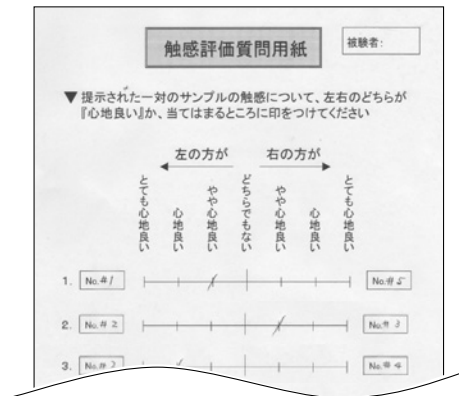 触感評価質問用紙
被験者:
▼ 提示された一対のサンプルの触感について、左右のどちらが
『心地良い』か、当てはまるところに印をつけてください
左の方が 右の方が
とても心地良い
心地良い
やや心地良い
どちらでもない
やや心地良い
心地良い
とても心地良い
1. No.#1 No.#5
2. No.#2 No.#3
3. No.#3 No.#4